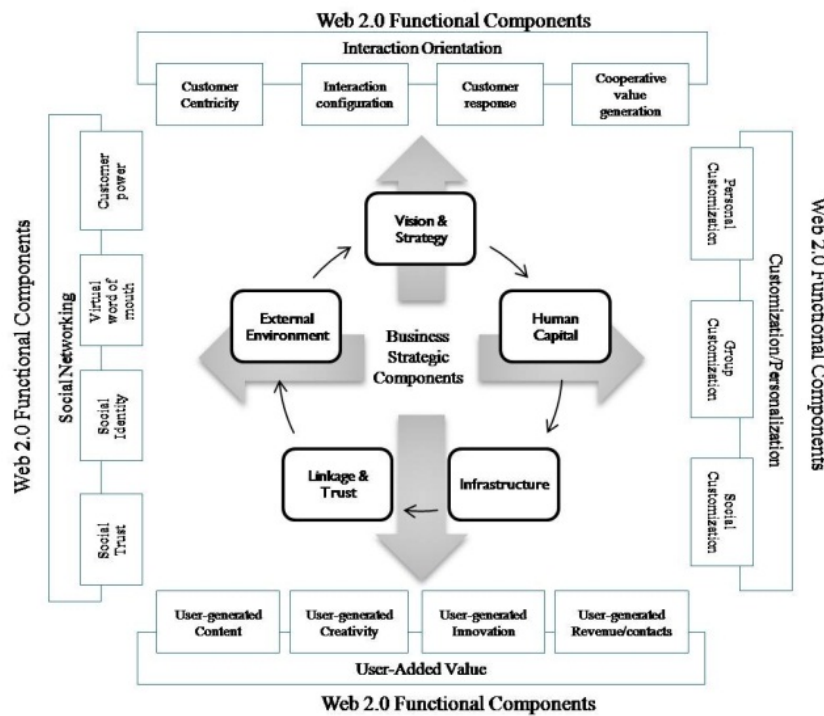 Web 2.0 Functional Components
Interaction Orientation
Customer
Centricity
Interaction
configuration
Customer
response
Cooperative
value
generation
Web 2.0 Functional Components
Social Networking
Customer
power
Virtual
word of
mouth
Social
Identity
Social
Trust
Vision &
Strategy
External
Environment
Business
Strategic
Components
Human
Capital
Linkage &
Trust
Infrastructure
Personal
Customization
Group
Customization
Social
Customization
Customization/Personalization
Web 2.0 Functional Components
User-generated
Content
User-generated
Creativity
User-generated
Innovation
User-generated
Revenue/contacts
User-Added Value
Web 2.0 Functional Components